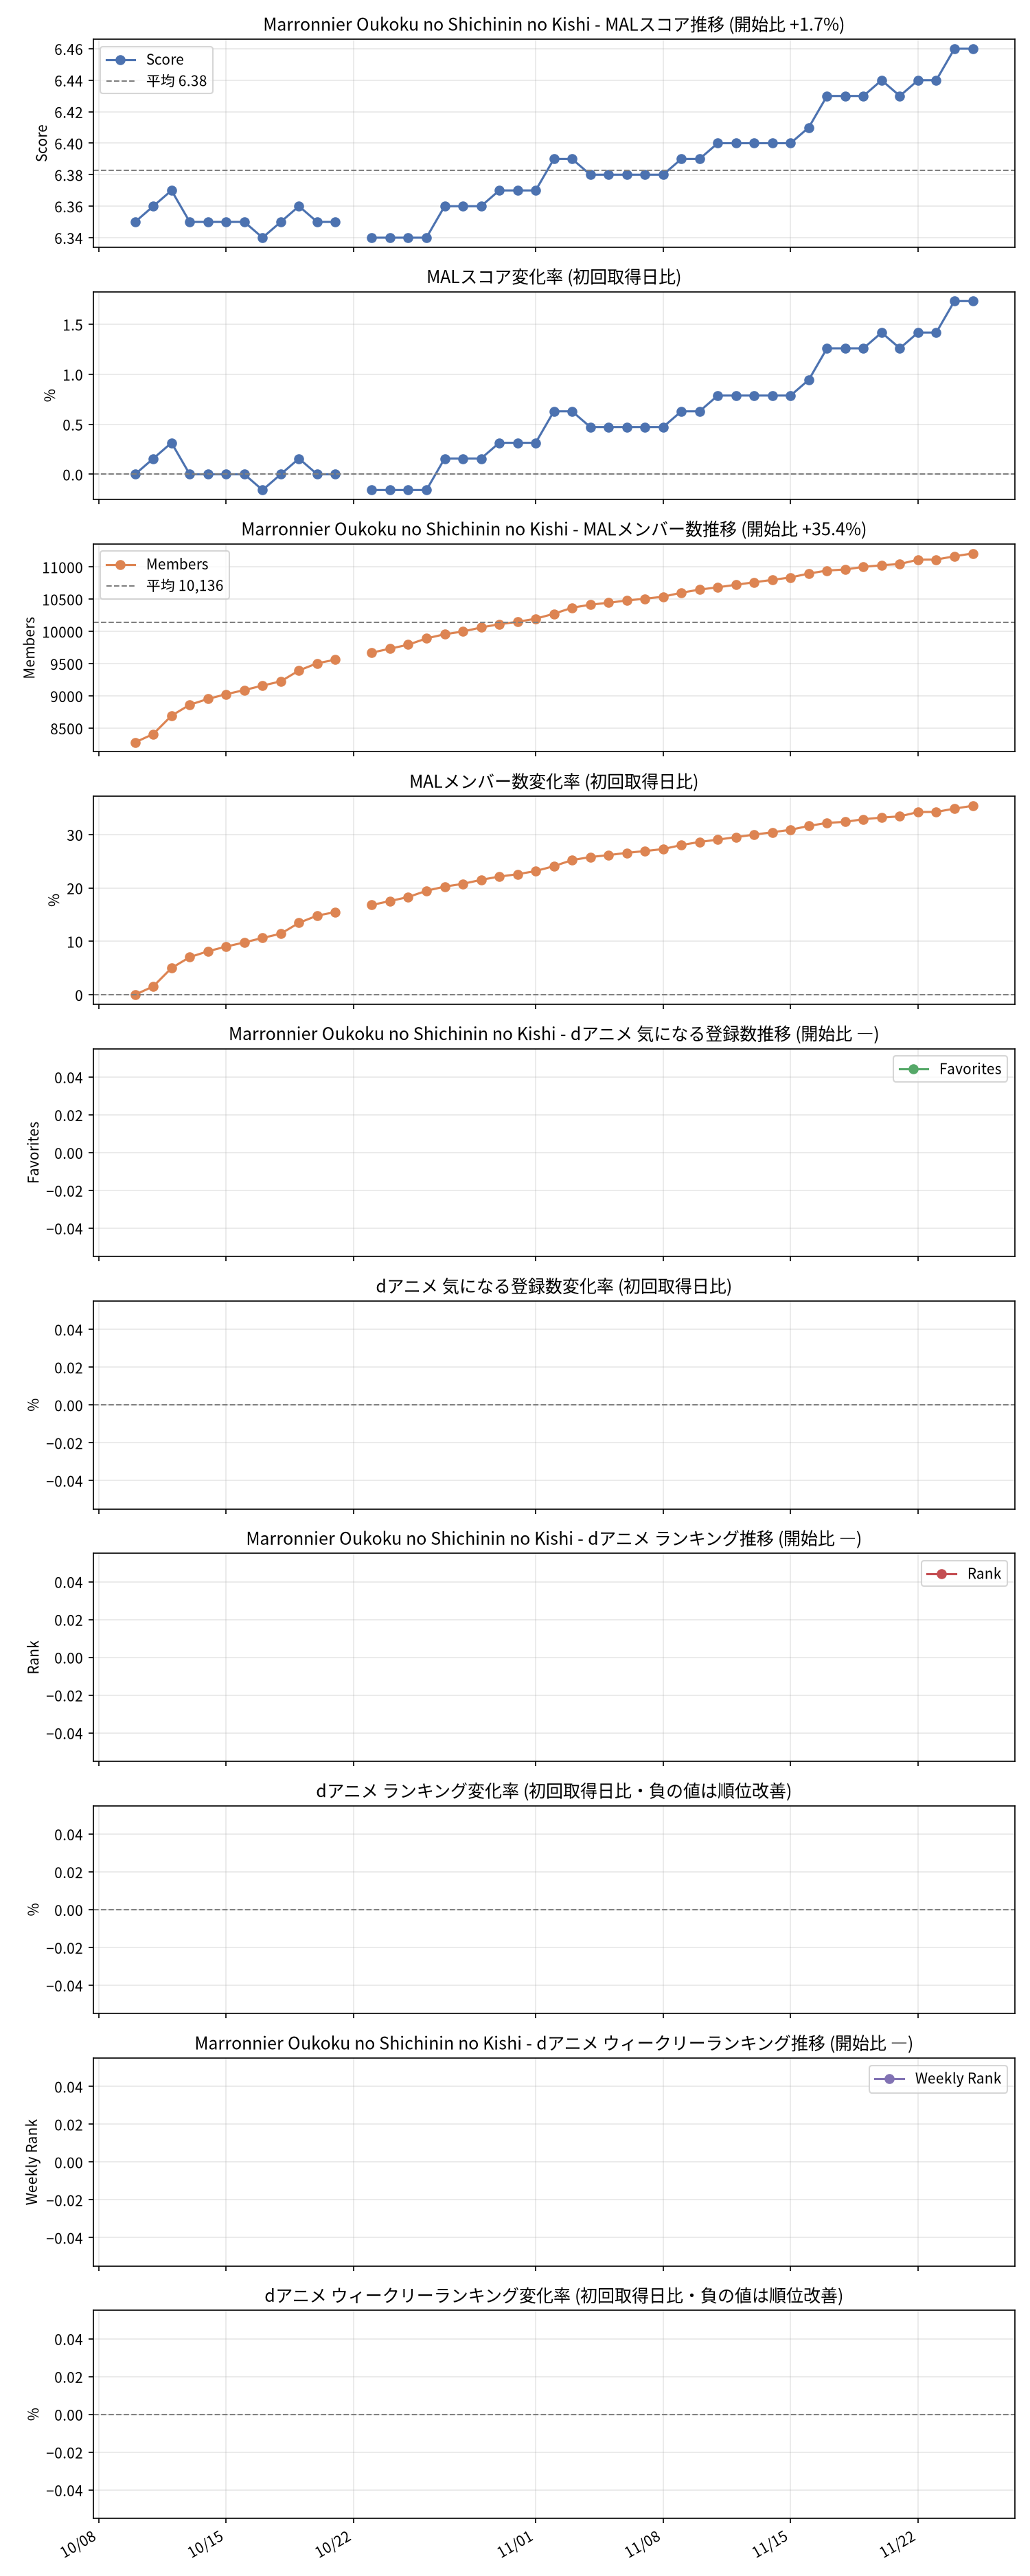 Marronnier Oukoku no Shichinin no Kishi - MALスコア推移 (開始比 +1.7%)
Score
平均 6.38
Score
6.46
6.44
6.42
6.40
6.38
6.36
6.34
MALスコア変化率 (初回取得日比)
%
1.5
1.0
0.5
0.0
Marronnier Oukoku no Shichinin no Kishi - MALメンバー数推移 (開始比 +35.4%)
Members
平均 10,136
Members
11000
10500
10000
9500
9000
8500
MALメンバー数変化率 (初回取得日比)
%
30
20
10
0
Marronnier Oukoku no Shichinin no Kishi - dアニメ 気になる登録数推移 (開始比 —)
Favorites
Favorites
0.04
0.02
0.00
−0.02
−0.04
dアニメ 気になる登録数変化率 (初回取得日比)
%
0.04
0.02
0.00
−0.02
−0.04
Marronnier Oukoku no Shichinin no Kishi - dアニメ ランキング推移 (開始比 —)
Rank
Rank
0.04
0.02
0.00
−0.02
−0.04
dアニメ ランキング変化率 (初回取得日比・負の値は順位改善)
%
0.04
0.02
0.00
−0.02
−0.04
Marronnier Oukoku no Shichinin no Kishi - dアニメ ウィークリーランキング推移 (開始比 —)
Weekly Rank
Weekly Rank
0.04
0.02
0.00
−0.02
−0.04
dアニメ ウィークリーランキング変化率 (初回取得日比・負の値は順位改善)
%
0.04
0.02
0.00
−0.02
−0.04
10/08
10/15
10/22
11/01
11/08
11/15
11/22